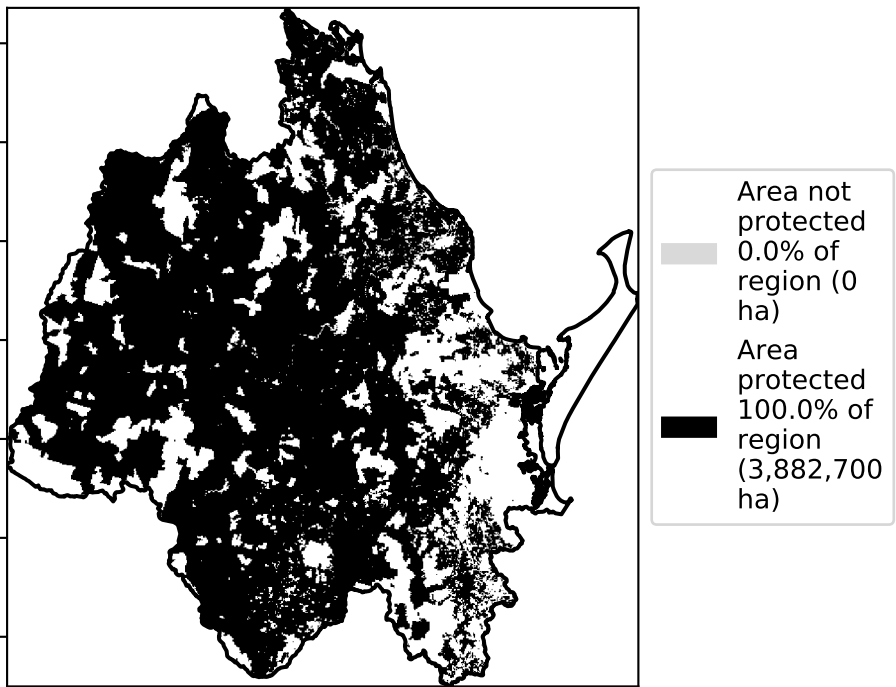 Area not
protected
0.0% of
region (0
ha)
Area
protected
100.0% of
region
(3,882,700
ha)